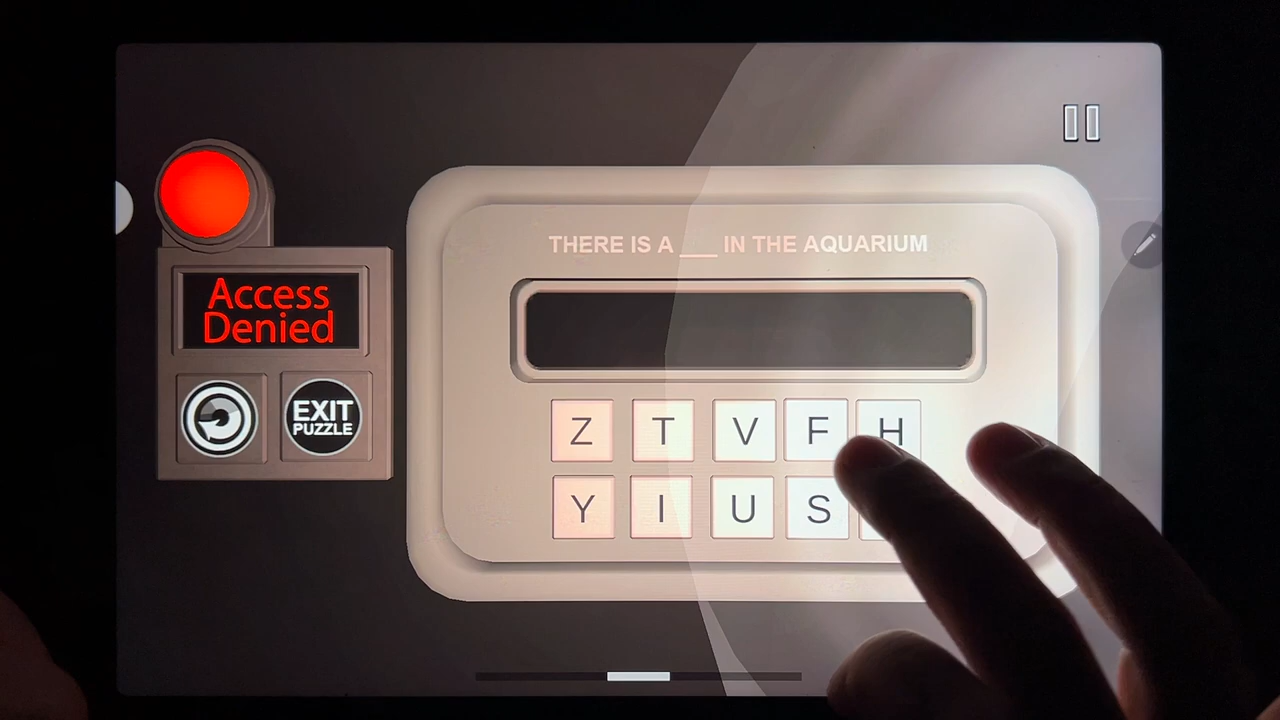 THERE IS A ___ IN THE AQUARIUM
Access
Denied
EXIT
PUZZLE
Z T V F H
Y I U S